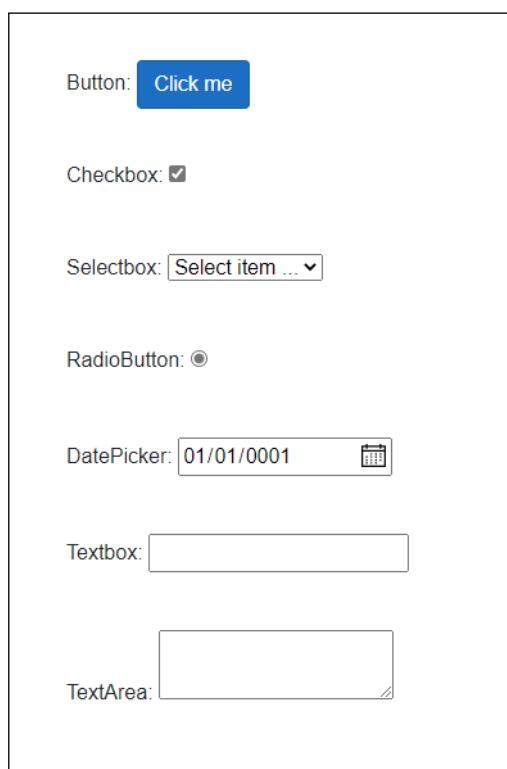 Button: Click me
Checkbox:
Selectbox: Select item ...
RadioButton:
DatePicker: 01/01/0001
Textbox:
TextArea: